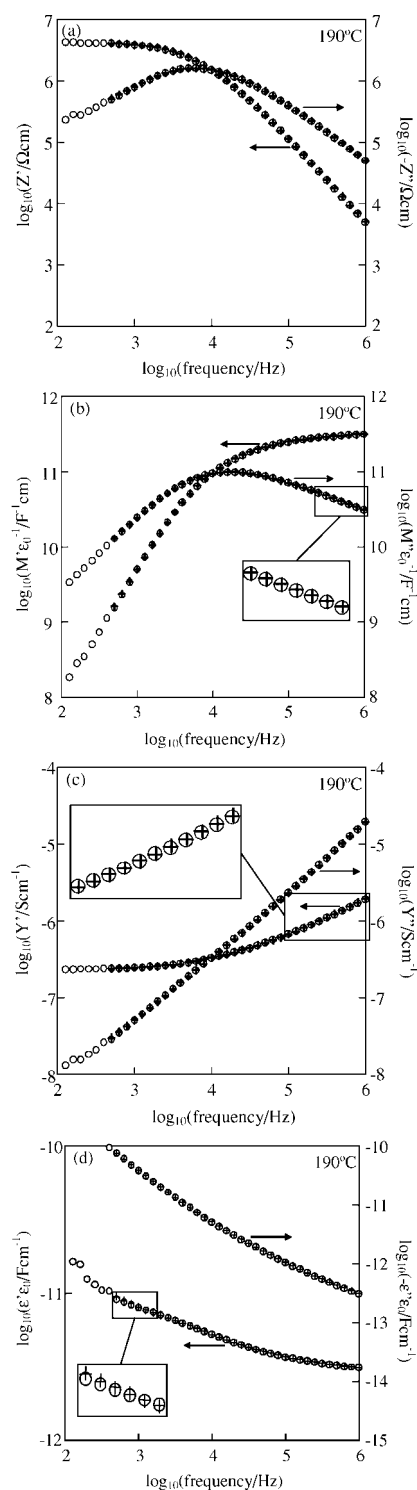 (a) 190°C
7 7
6 6
5 5
4 4
3 3
2 2
log₁₀(Z'/Ωcm)
log₁₀(-Z''/Ωcm)
2 3 4 5 6
log₁₀(frequency/Hz)
(b) 190°C
12 12
11 11
10 10
9 9
8 8
log₁₀(M'ε₀⁻¹/F⁻¹cm)
log₁₀(M''ε₀⁻¹/F⁻¹cm)
2 3 4 5 6
log₁₀(frequency/Hz)
(c) 190°C
-4 -4
-5 -5
-6 -6
-7 -7
-8 -8
log₁₀(Y'/Scm⁻¹)
log₁₀(Y''/Scm⁻¹)
2 3 4 5 6
log₁₀(frequency/Hz)
(d) 190°C
-10 -10
-11
-11 -12
-13
-14
-12 -15
log₁₀(ε'ε₀/Fcm⁻¹)
log₁₀(-ε''ε₀/Fcm⁻¹)
2 3 4 5 6
log₁₀(frequency/Hz)